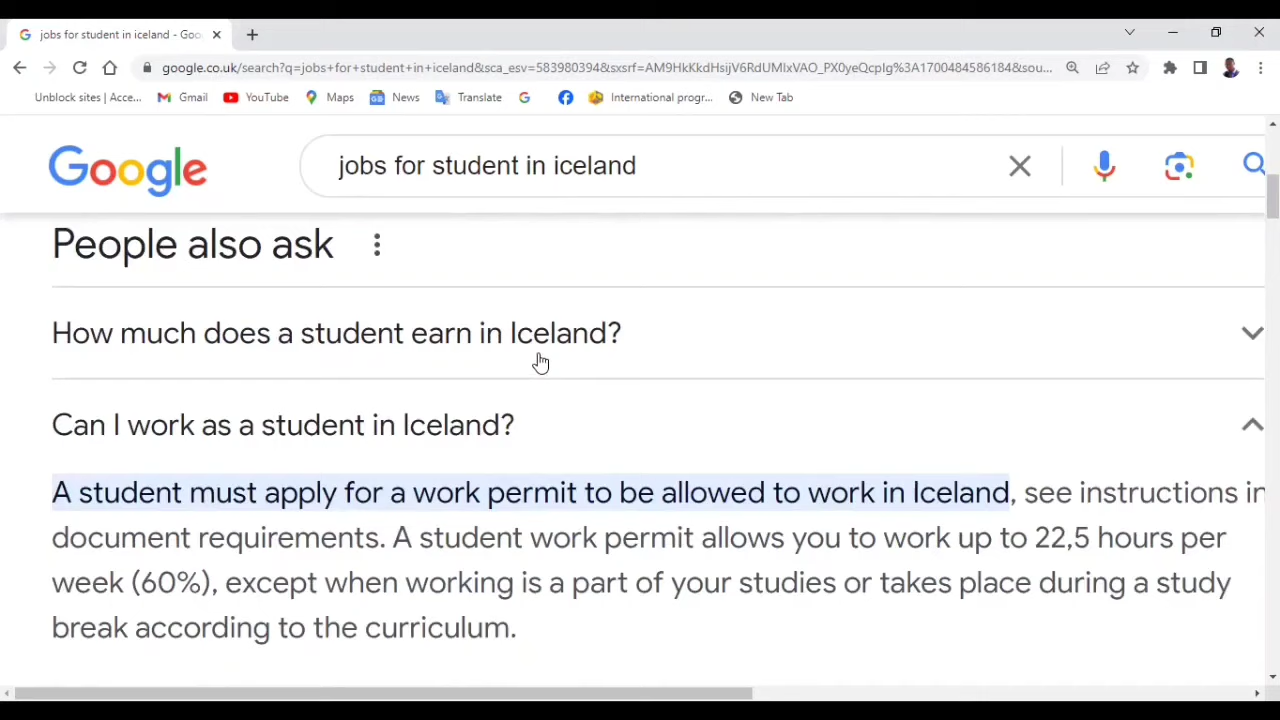 jobs for student in iceland - Goo
google.co.uk/search?q=jobs+for+student+in+iceland&sca_esv=583980394&sxsrf=AM9HkKkdHsijV6RdUMIxVAO_PX0yeQcpIg%3A1700484586184&sou...
Unblock sites | Acce... Gmail YouTube Maps News Translate International progr... New Tab
Google jobs for student in iceland
People also ask
How much does a student earn in Iceland?
Can I work as a student in Iceland?
A student must apply for a work permit to be allowed to work in Iceland, see instructions in
document requirements. A student work permit allows you to work up to 22,5 hours per
week (60%), except when working is a part of your studies or takes place during a study
break according to the curriculum.